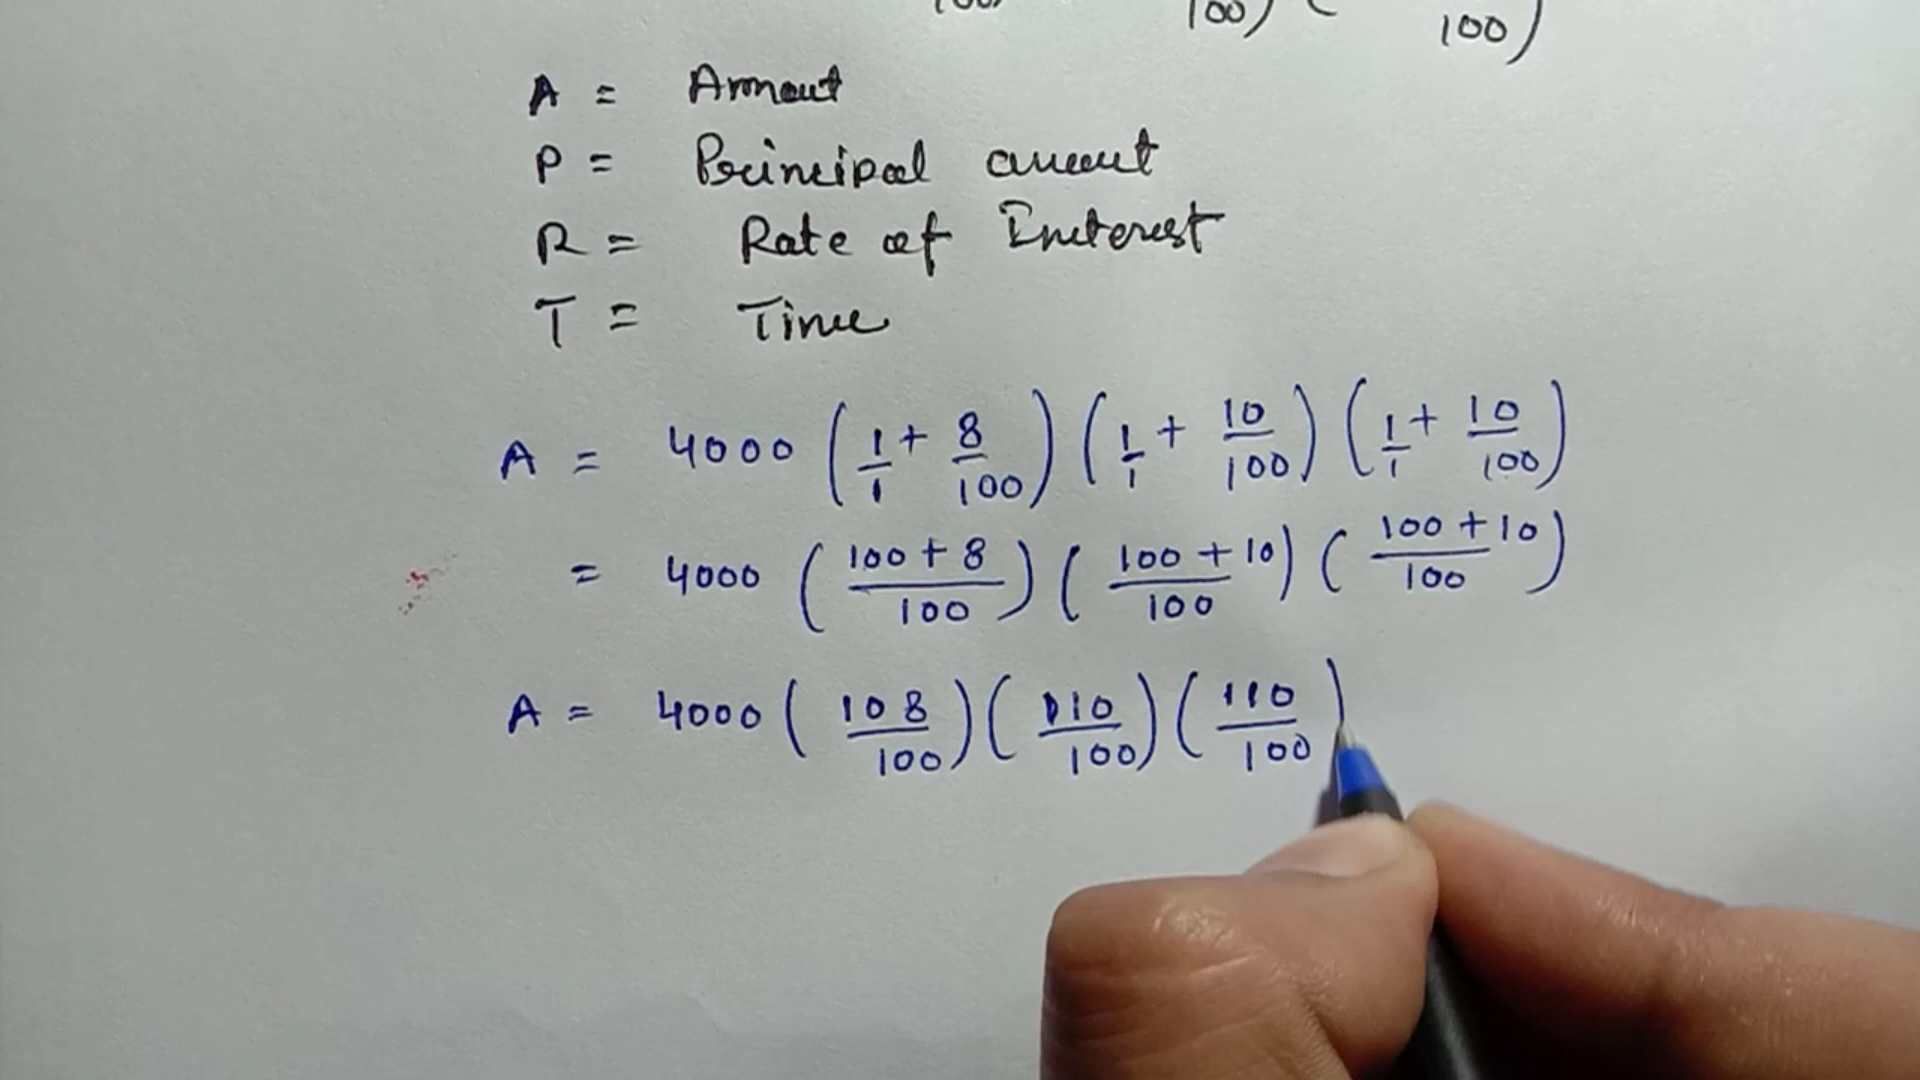 100 100) ( 100)
A = Amount
P = Principal amount
R = Rate of Interest
T = Time
A = 4000 (1/1 + 8/100) (1/1 + 10/100) (1/1 + 10/100)
= 4000 (100 + 8/100) (100 + 10/100) (100 + 10/100)
A = 4000 (108/100) (110/100) (110/100)